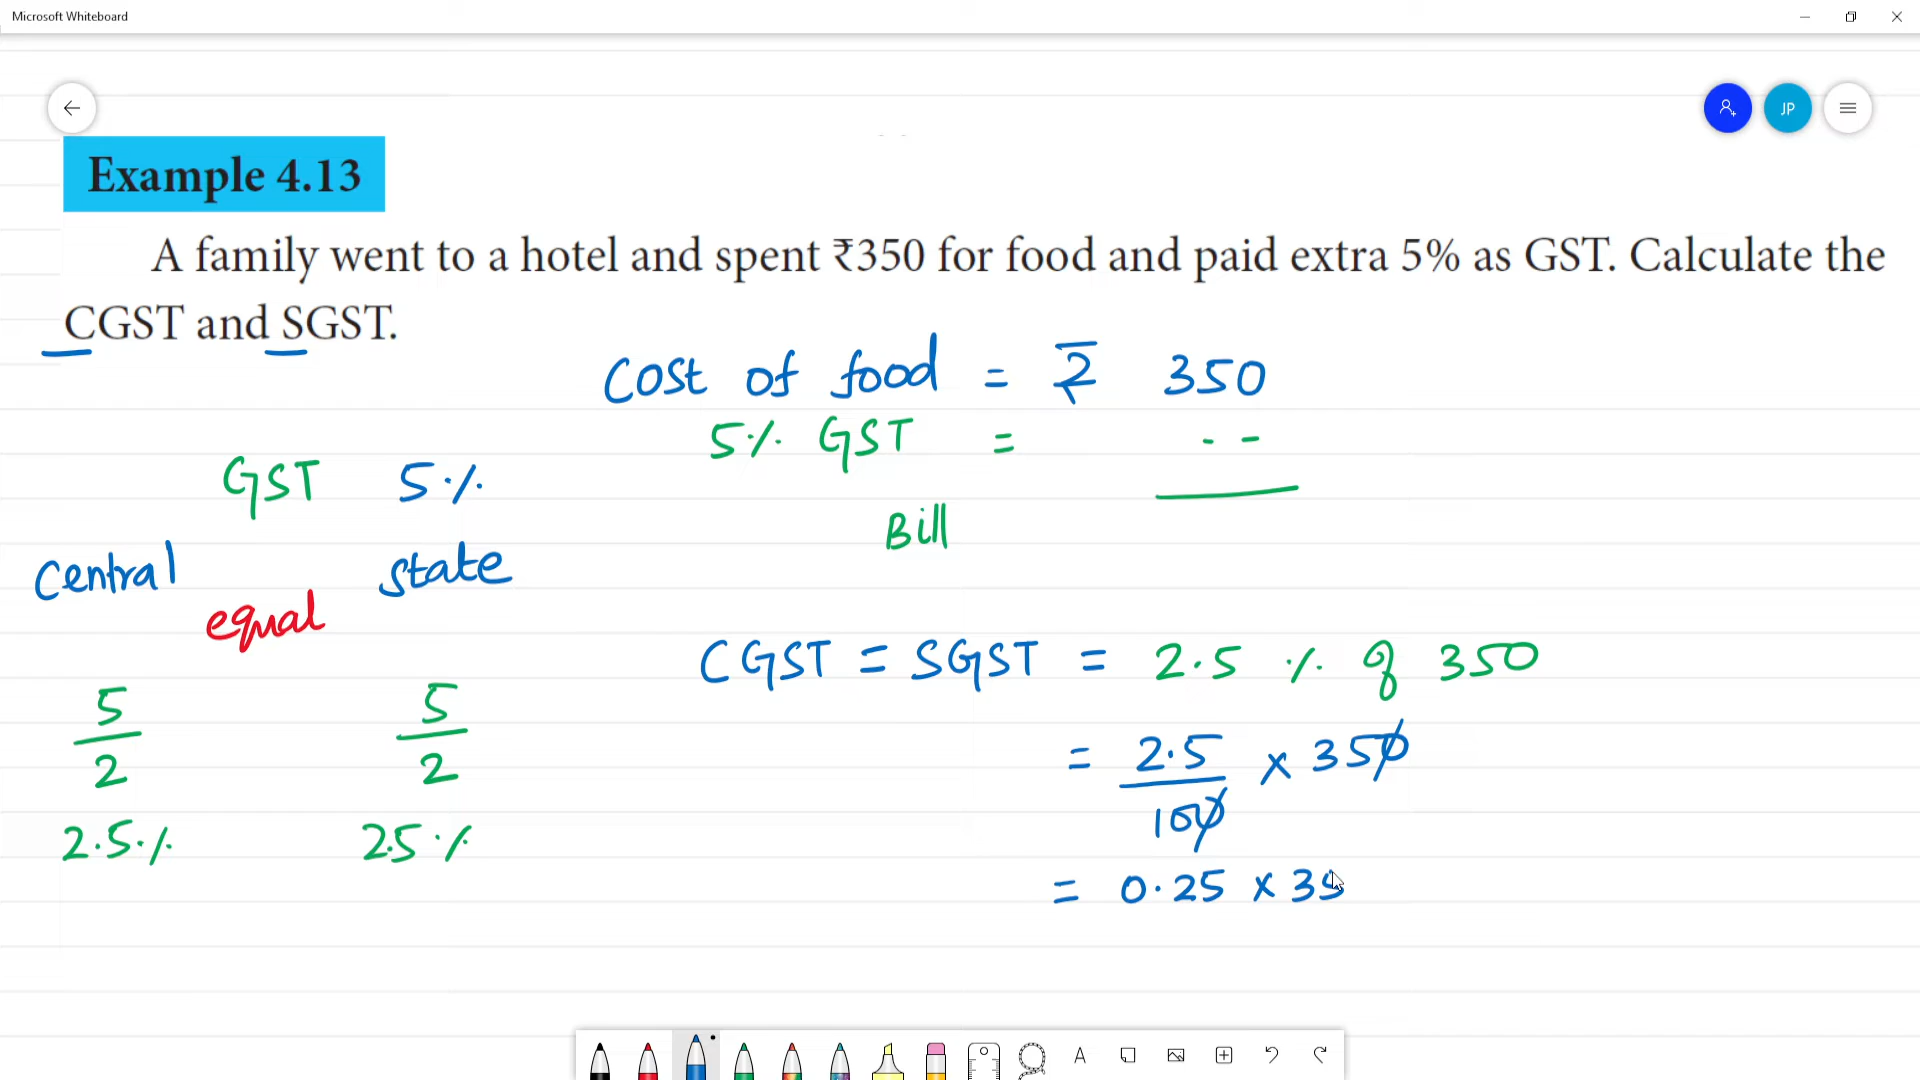 Microsoft Whiteboard
JP
Example 4.13
A family went to a hotel and spent ₹350 for food and paid extra 5% as GST. Calculate the
CGST and SGST.
Cost of food = ₹ 350
5% GST = - -
Bill
GST 5%
Central state
equal
5/2 5/2
2.5% 2.5%
CGST = SGST = 2.5 % of 350
= 2.5/100 × 350
= 0.25 × 35
A